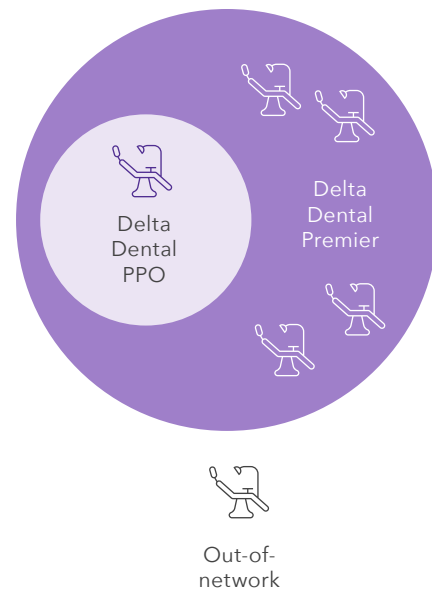 Delta
Dental
PPO
Delta
Dental
Premier
Out-of-
network